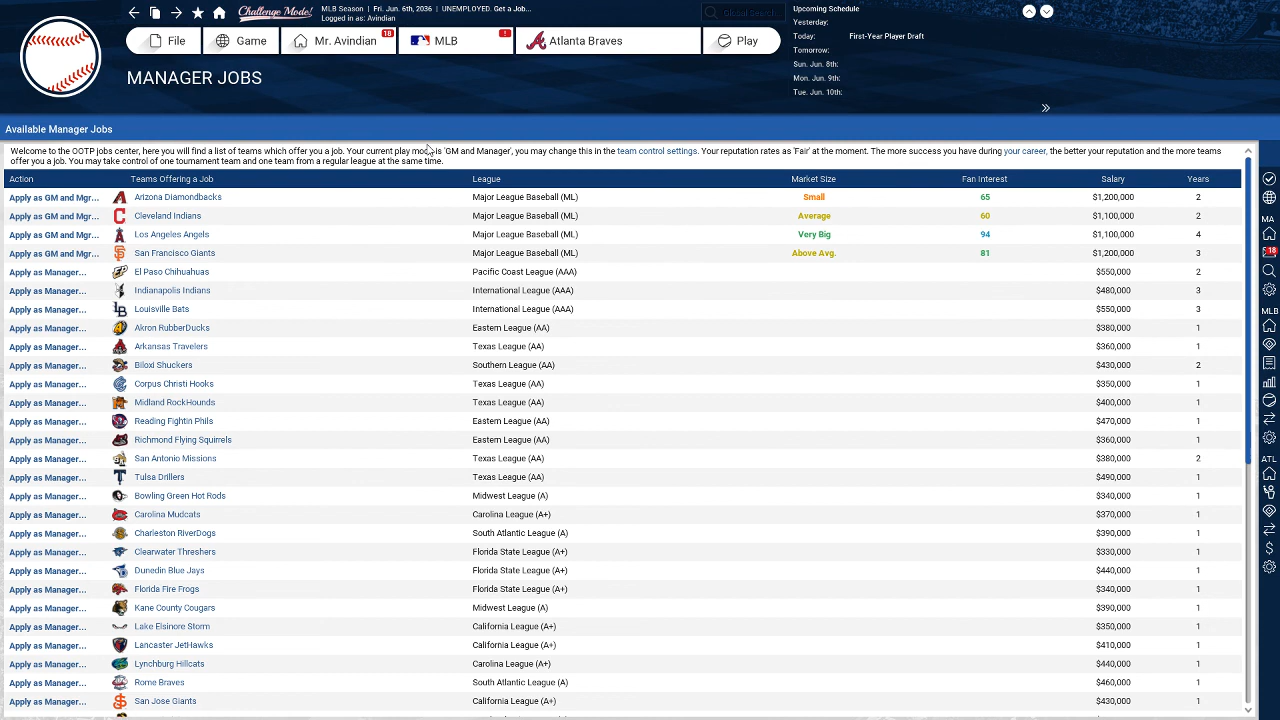 Challenge Mode!
MLB Season | Fri. Jun. 6th, 2036 | UNEMPLOYED. Get a Job...
Logged in as: Avindian
Global Search...
File
Game
Mr. Avindian 18
MLB !
Atlanta Braves
Play
Upcoming Schedule
Yesterday:
Today: First-Year Player Draft
Tomorrow:
Sun. Jun. 8th:
Mon. Jun. 9th:
Tue. Jun. 10th:
MANAGER JOBS
Available Manager Jobs
Welcome to the OOTP jobs center, here you will find a list of teams which offer you a job. Your current play mode is 'GM and Manager', you may change this in the team control settings. Your reputation rates as 'Fair' at the moment. The more success you have during your career, the better your reputation and the more teams
offer you a job. You may take control of one tournament team and one team from a regular league at the same time.
Action Teams Offering a Job League Market Size Fan Interest Salary Years
Apply as GM and Mgr... Arizona Diamondbacks Major League Baseball (ML) Small 65 $1,200,000 2
Apply as GM and Mgr... Cleveland Indians Major League Baseball (ML) Average 60 $1,100,000 2
Apply as GM and Mgr... Los Angeles Angels Major League Baseball (ML) Very Big 94 $1,100,000 4
Apply as GM and Mgr... San Francisco Giants Major League Baseball (ML) Above Avg. 81 $1,200,000 3
Apply as Manager... El Paso Chihuahuas Pacific Coast League (AAA) $550,000 2
Apply as Manager... Indianapolis Indians International League (AAA) $480,000 3
Apply as Manager... Louisville Bats International League (AAA) $550,000 3
Apply as Manager... Akron RubberDucks Eastern League (AA) $380,000 1
Apply as Manager... Arkansas Travelers Texas League (AA) $360,000 1
Apply as Manager... Biloxi Shuckers Southern League (AA) $430,000 2
Apply as Manager... Corpus Christi Hooks Texas League (AA) $350,000 1
Apply as Manager... Midland RockHounds Texas League (AA) $400,000 1
Apply as Manager... Reading Fightin Phils Eastern League (AA) $470,000 1
Apply as Manager... Richmond Flying Squirrels Eastern League (AA) $360,000 1
Apply as Manager... San Antonio Missions Texas League (AA) $380,000 2
Apply as Manager... Tulsa Drillers Texas League (AA) $490,000 1
Apply as Manager... Bowling Green Hot Rods Midwest League (A) $340,000 1
Apply as Manager... Carolina Mudcats Carolina League (A+) $370,000 1
Apply as Manager... Charleston RiverDogs South Atlantic League (A) $390,000 1
Apply as Manager... Clearwater Threshers Florida State League (A+) $330,000 1
Apply as Manager... Dunedin Blue Jays Florida State League (A+) $440,000 1
Apply as Manager... Florida Fire Frogs Florida State League (A+) $380,000 1
Apply as Manager... Kane County Cougars Midwest League (A) $390,000 1
Apply as Manager... Lake Elsinore Storm California League (A+) $350,000 1
Apply as Manager... Lancaster JetHawks California League (A+) $410,000 1
Apply as Manager... Lynchburg Hillcats Carolina League (A+) $440,000 1
Apply as Manager... Rome Braves South Atlantic League (A) $460,000 1
Apply as Manager... San Jose Giants California League (A+) $430,000 1
MA
18
MLB
ATL